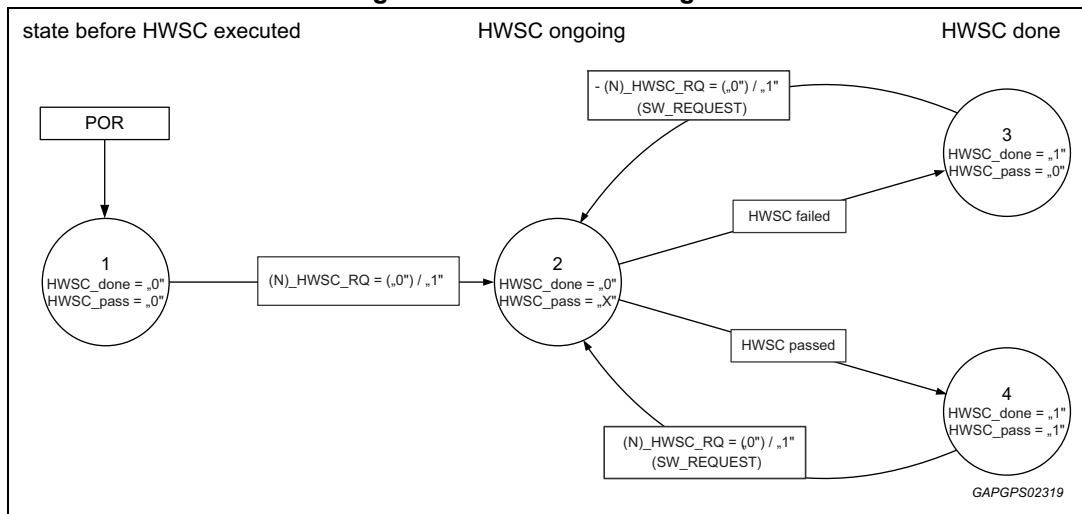 state before HWSC executed
HWSC ongoing
HWSC done
POR
1
HWSC_done = „0"
HWSC_pass = „0"
(N)_HWSC_RQ = („0") / „1"
2
HWSC_done = „0"
HWSC_pass = „X"
- (N)_HWSC_RQ = („0") / „1"
(SW_REQUEST)
HWSC failed
3
HWSC_done = „1"
HWSC_pass = „0"
HWSC passed
(N)_HWSC_RQ = („0") / „1"
(SW_REQUEST)
4
HWSC_done = „1"
HWSC_pass = „1"
GAPGPS02319